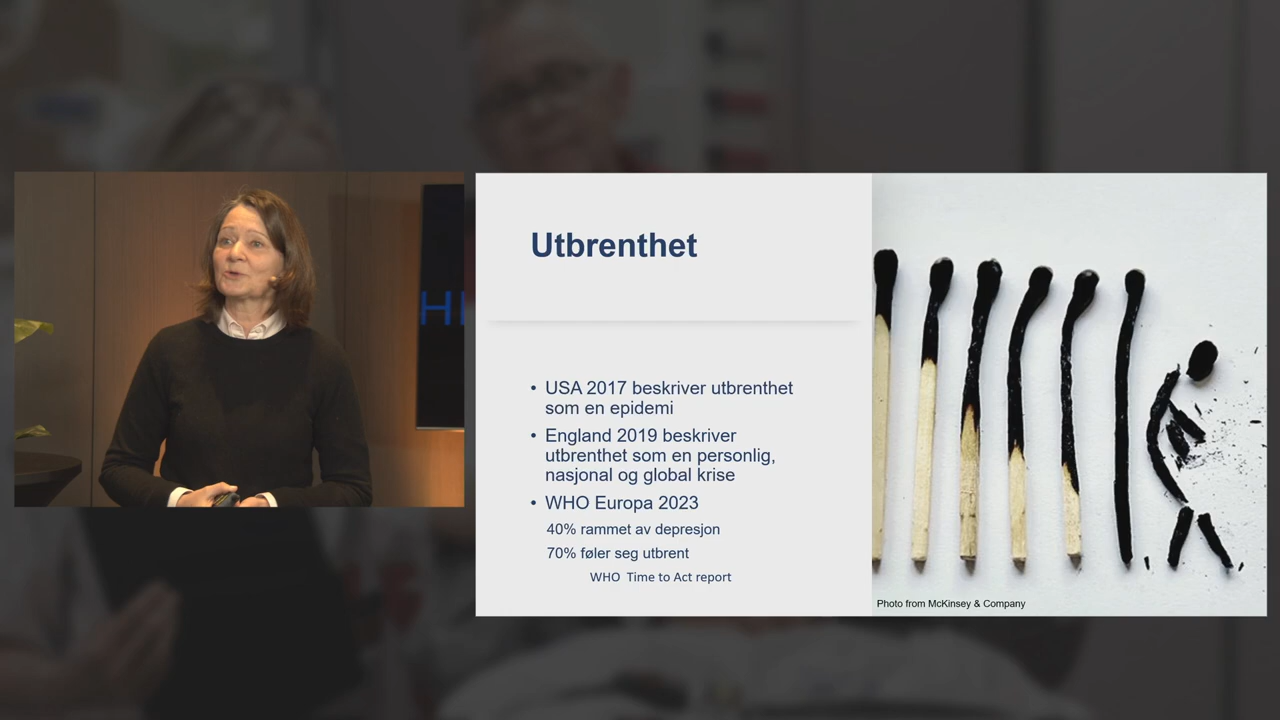 Utbrenthet
• USA 2017 beskriver utbrenthet
som en epidemi
• England 2019 beskriver
utbrenthet som en personlig,
nasjonal og global krise
• WHO Europa 2023
40% rammet av depresjon
70% føler seg utbrent
WHO Time to Act report
Photo from McKinsey & Company